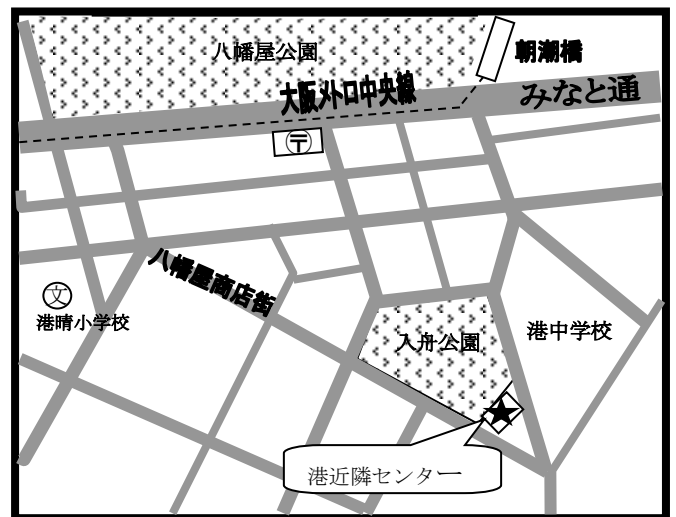 八幡屋公園
朝潮橋
大阪メトロ中央線
みなと通
〒
八幡屋商店街
文
港晴小学校
入舟公園
港中学校
港近隣センター